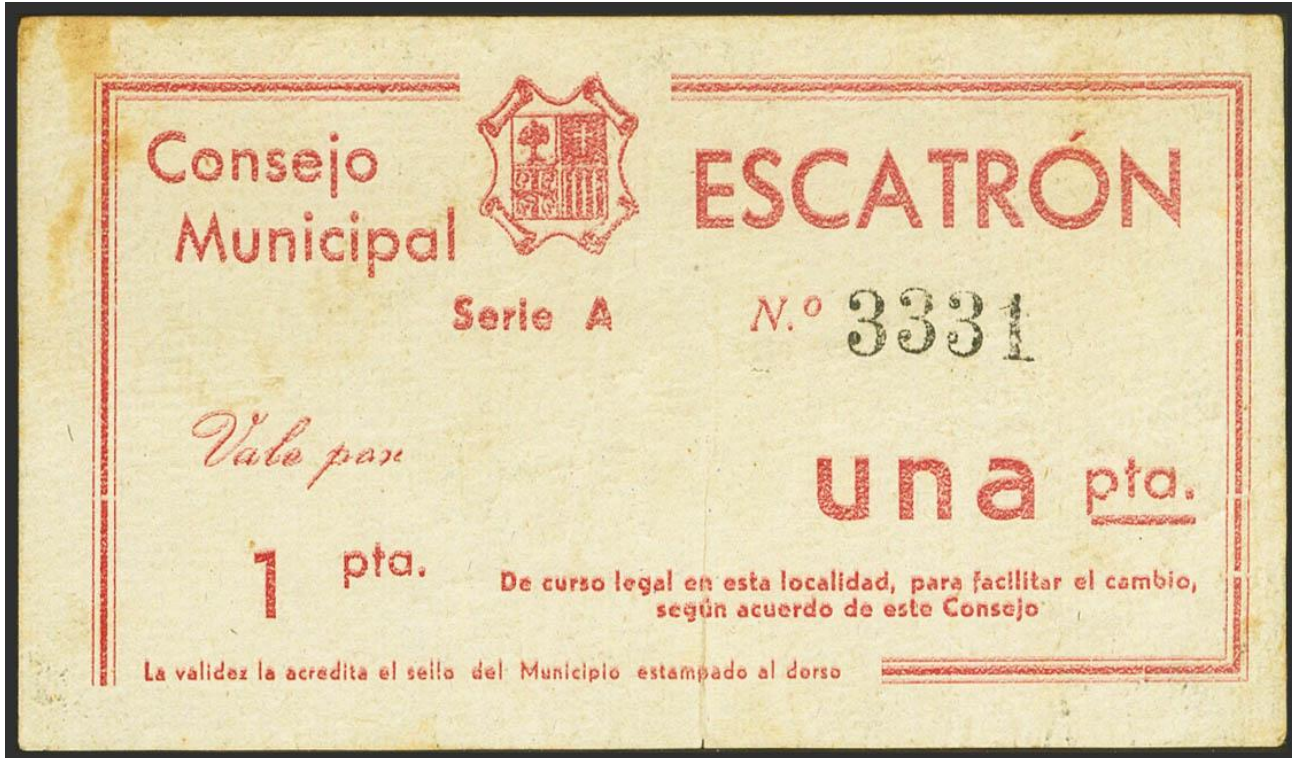 Consejo
Municipal
ESCATRÓN
Serie A
N.º 3331
Vale por
una pta.
1 pta.
De curso legal en esta localidad, para facilitar el cambio,
según acuerdo de este Consejo
La validez la acredita el sello del Municipio estampado al dorso